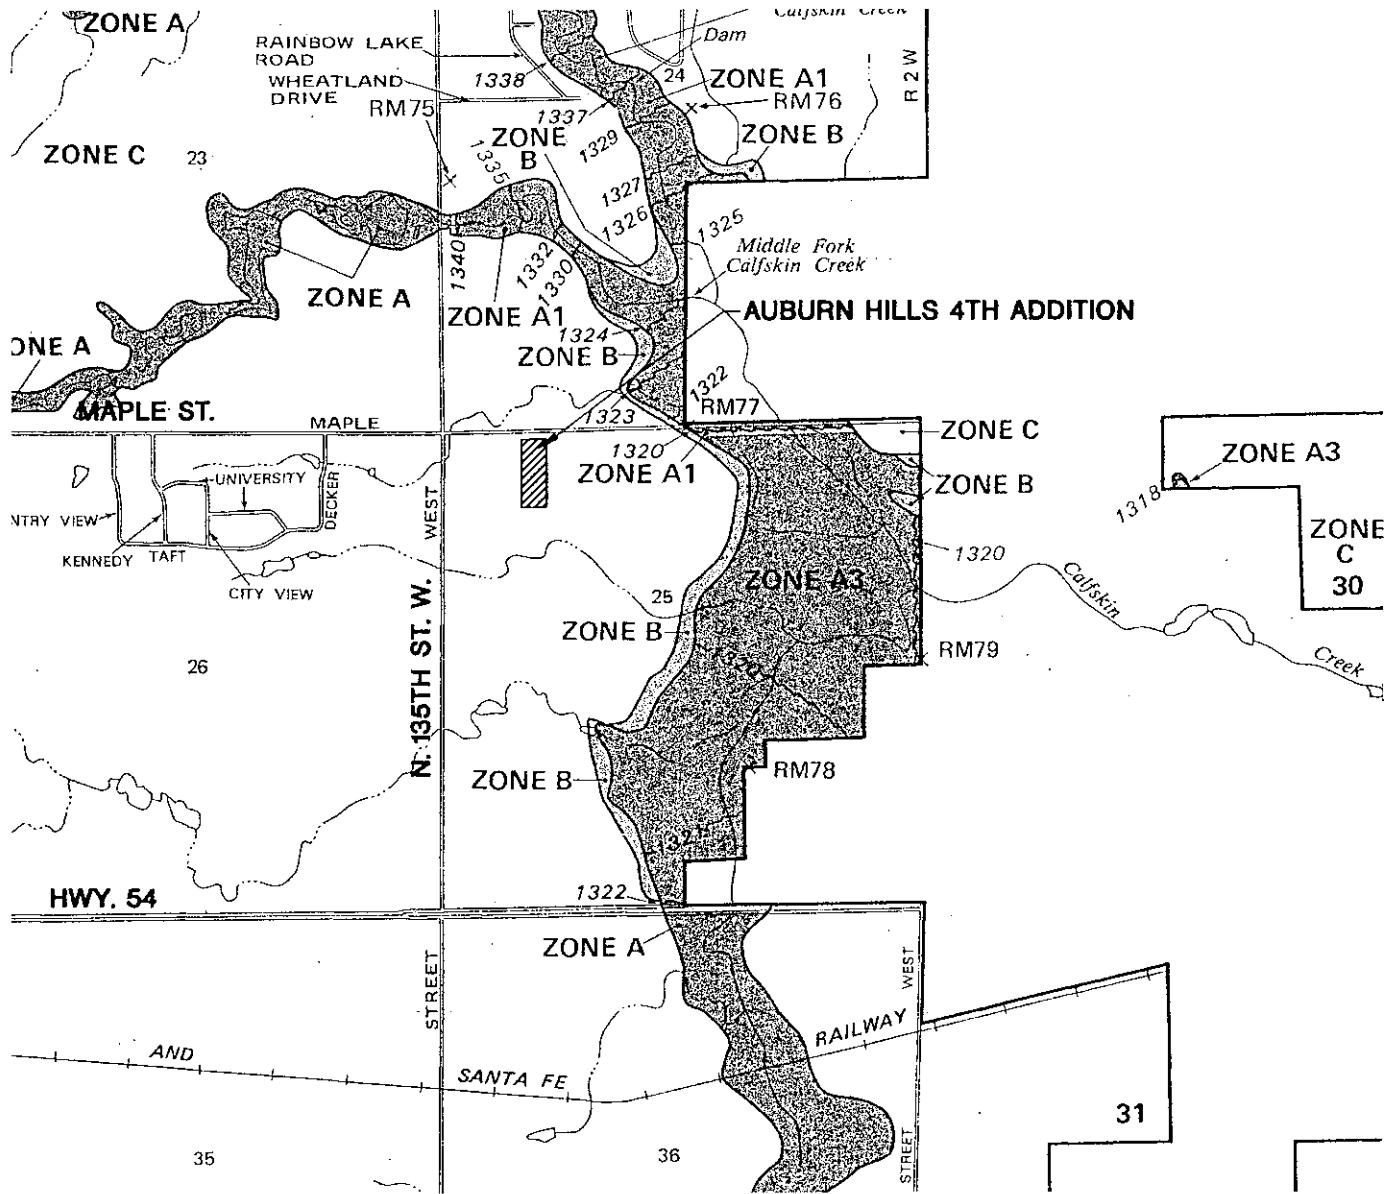 ZONE A
Calfskin Creek
Dam
RAINBOW LAKE
ROAD
WHEATLAND
DRIVE
1338
24
ZONE A1
R 2 W
RM75
RM76
1337
ZONE
B
1329
ZONE B
ZONE C
23
1335
1327
1326
1325
Middle Fork
Calfskin Creek
1340
1332
1330
ZONE A
ZONE A1
AUBURN HILLS 4TH ADDITION
1324
ZONE B
ZONE A
1322
MAPLE ST.
MAPLE
1323
RM77
1320
ZONE C
ZONE A1
ZONE A3
ZONE B
1318
UNIVERSITY
DECKER
WEST
NTRY VIEW
KENNEDY
TAFT
CITY VIEW
1320
ZONE
C
30
Calfskin
Creek
ZONE A3
25
ZONE B
N. 135TH ST. W.
26
1320
RM79
ZONE B
RM78
1321
HWY. 54
1322
ZONE A
STREET
WEST
AND
SANTA FE
RAILWAY
31
35
36
STREET